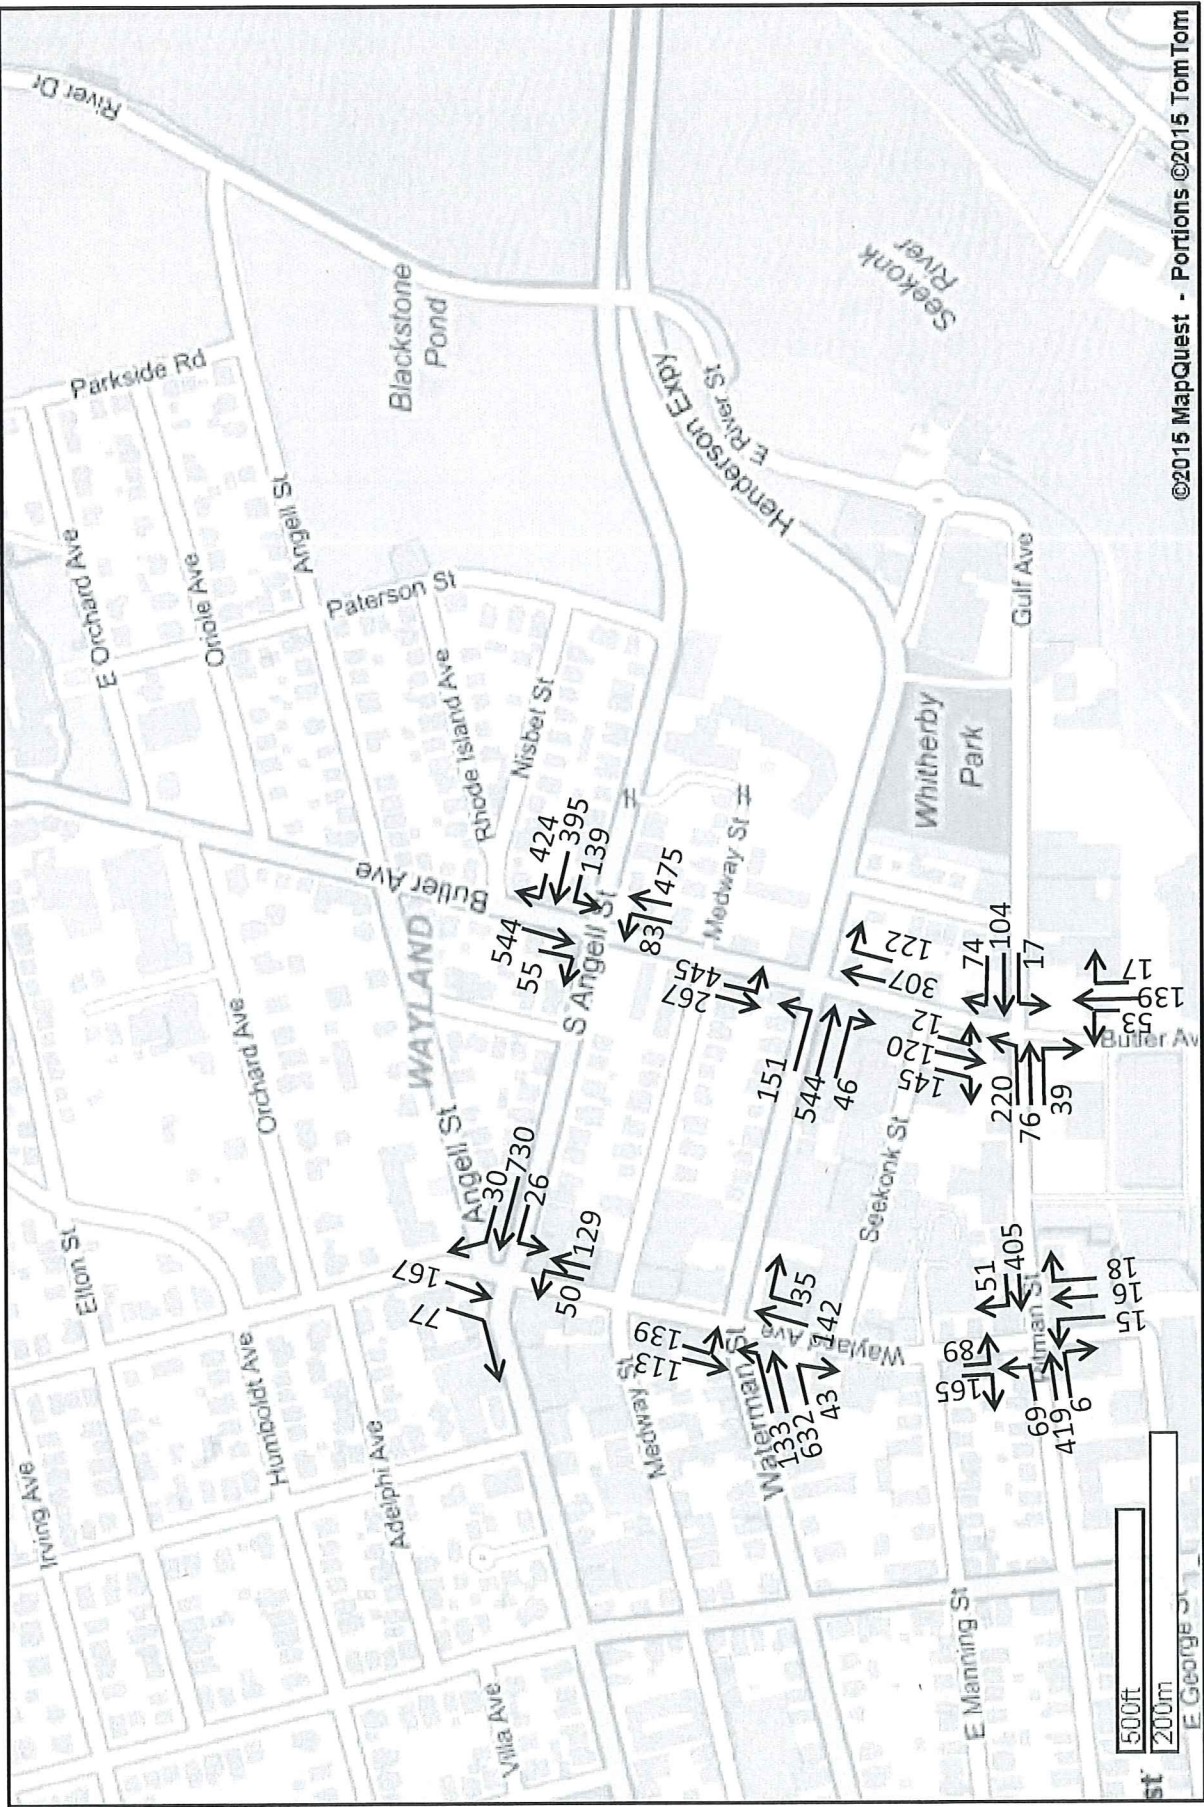 River Dr
Parkside Rd
Blackstone
Pond
E Orchard Ave
Oriole Ave
Angell St
Paterson St
Henderson Expy
E River St
Seekonk
River
Rhode Island Ave
Nisbet St
Butler Ave
WAYLAND
Gulf Ave
Whitherby
Park
Medway St
S Angell St
424
395
139
544
55
83
475
445
267
122
307
151
544
46
74
104
17
12
120
145
220
76
39
17
139
53
Butler Av
Elton St
Orchard Ave
Angell St
30
730
26
167
77
50
129
Seekonk St
Irving Ave
Humboldt Ave
Adelphi Ave
Medway St
139
113
Waterman St
Wayland Ave
35
142
133
632
43
51
405
89
165
Pitman St
18
16
15
69
419
6
Villa Ave
E Manning St
E George St
500ft
200m
st
©2015 MapQuest - Portions ©2015 TomTom